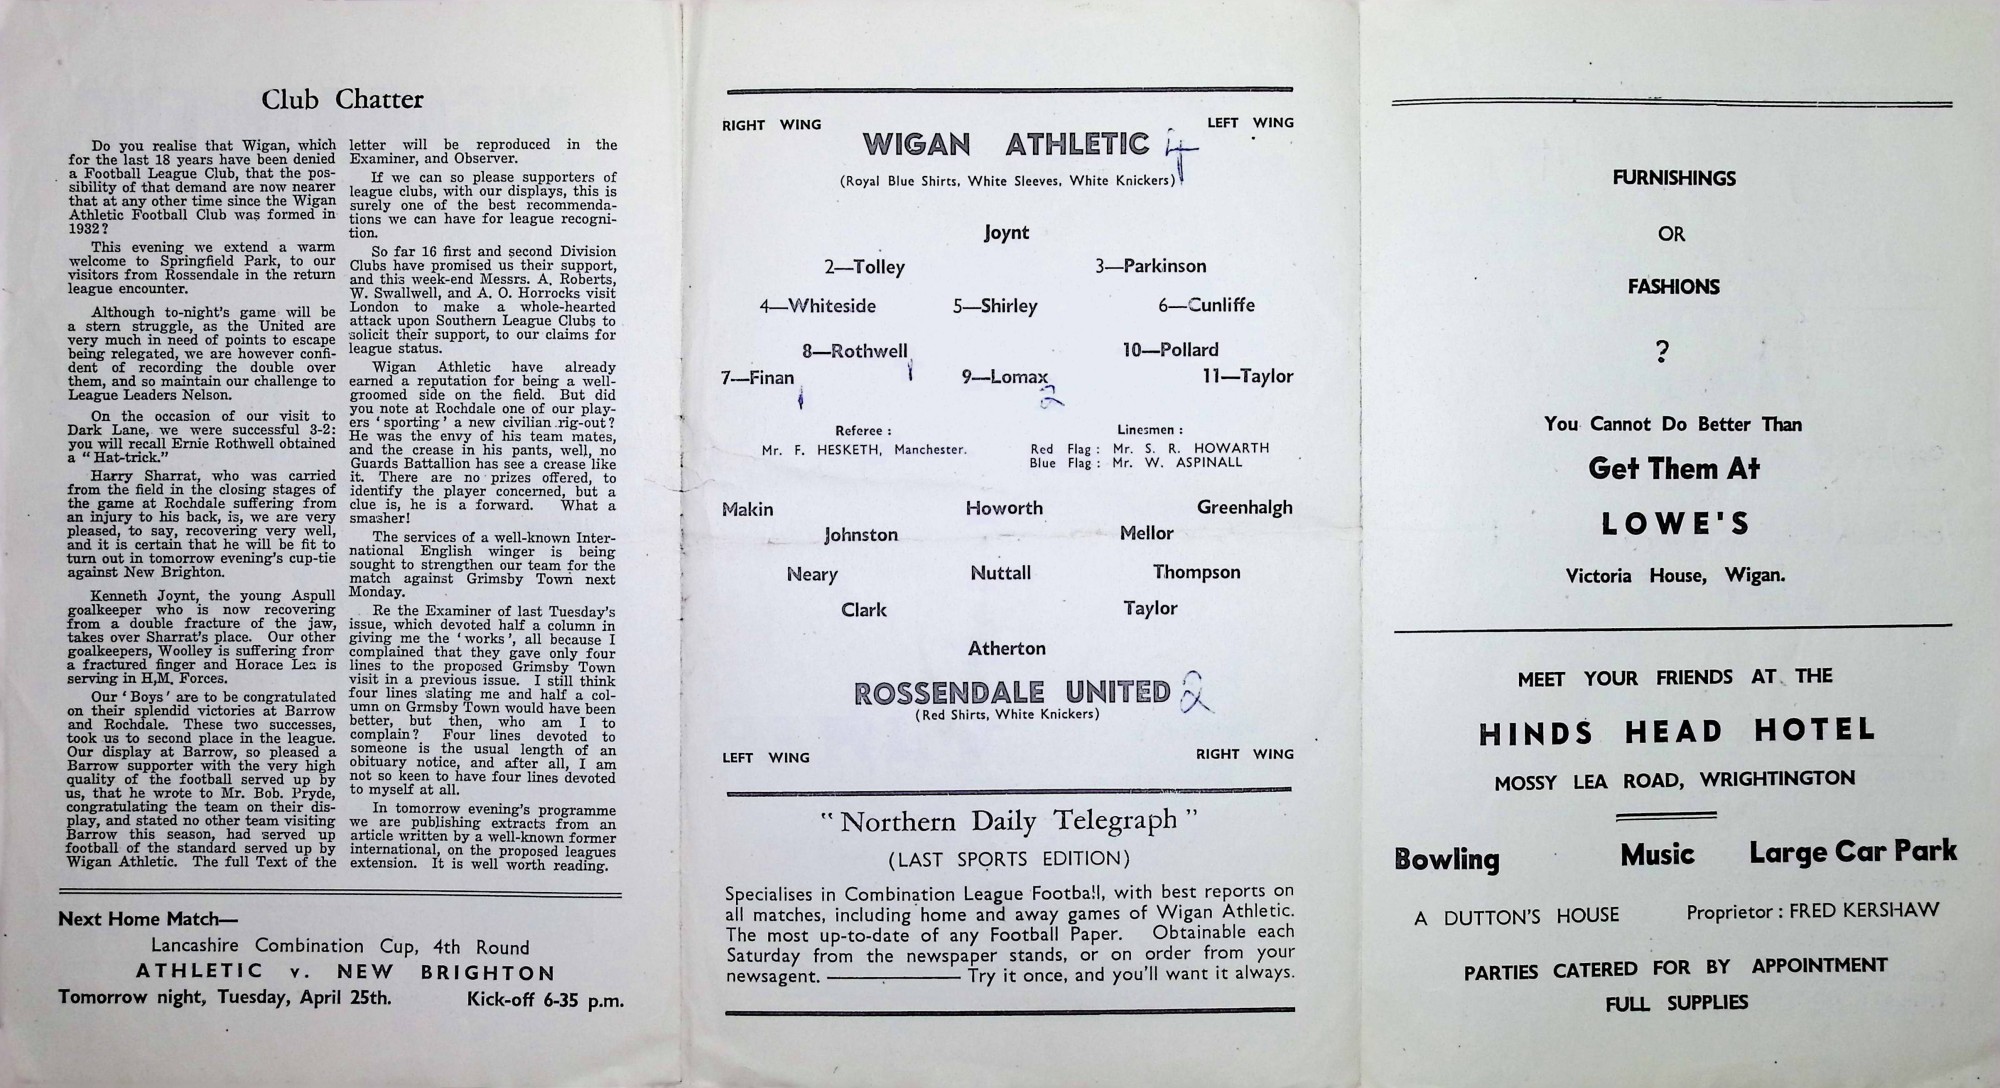 Club Chatter
Do you realise that Wigan, which
for the last 18 years have been denied
a Football League Club, that the pos-
sibility of that demand are now nearer
that at any other time since the Wigan
Athletic Football Club was formed in
1932?
This evening we extend a warm
welcome to Springfield Park, to our
visitors from Rossendale in the return
league encounter.
Although to-night's game will be
a stern struggle, as the United are
very much in need of points to escape
being relegated, we are however confi-
dent of recording the double over
them, and so maintain our challenge to
League Leaders Nelson.
On the occasion of our visit to
Dark Lane, we were successful 3-2:
you will recall Ernie Rothwell obtained
a "Hat-trick."
Harry Sharrat, who was carried
from the field in the closing stages of
the game at Rochdale suffering from
an injury to his back, is, we are very
pleased, to say, recovering very well,
and it is certain that he will be fit to
turn out in tomorrow evening's cup-tie
against New Brighton.
Kenneth Joynt, the young Aspull
goalkeeper who is now recovering
from a double fracture of the jaw,
takes over Sharrat's place. Our other
goalkeepers, Woolley is suffering from
a fractured finger and Horace Lea is
serving in H.M. Forces.
Our 'Boys' are to be congratulated
on their splendid victories at Barrow
and Rochdale. These two successes,
took us to second place in the league.
Our display at Barrow, so pleased a
Barrow supporter with the very high
quality of the football served up by
us, that he wrote to Mr. Bob. Pryde,
congratulating the team on their dis-
play, and stated no other team visiting
Barrow this season, had served up
football of the standard served up by
Wigan Athletic. The full Text of the
letter will be reproduced in the
Examiner, and Observer.
If we can so please supporters of
league clubs, with our displays, this is
surely one of the best recommenda-
tions we can have for league recogni-
tion.
So far 16 first and second Division
Clubs have promised us their support,
and this week-end Messrs. A. Roberts,
W. Swallwell, and A. O. Horrocks visit
London to make a whole-hearted
attack upon Southern League Clubs to
solicit their support, to our claims for
league status.
Wigan Athletic have already
earned a reputation for being a well-
groomed side on the field. But did
you note at Rochdale one of our play-
ers 'sporting' a new civilian rig-out?
He was the envy of his team mates,
and the crease in his pants, well, no
Guards Battallion has see a crease like
it. There are no prizes offered, to
identify the player concerned, but a
clue is, he is a forward. What a
smasher!
The services of a well-known Inter-
national English winger is being
sought to strengthen our team for the
match against Grimsby Town next
Monday.
Re the Examiner of last Tuesday's
issue, which devoted half a column in
giving me the 'works', all because I
complained that they gave only four
lines to the proposed Grimsby Town
visit in a previous issue. I still think
four lines slating me and half a col-
umn on Grmsby Town would have been
better, but then, who am I to
complain? Four lines devoted to
someone is the usual length of an
obituary notice, and after all, I am
not so keen to have four lines devoted
to myself at all.
In tomorrow evening's programme
we are publishing extracts from an
article written by a well-known former
international, on the proposed leagues
extension. It is well worth reading.
Next Home Match—
Lancashire Combination Cup, 4th Round
ATHLETIC v. NEW BRIGHTON
Tomorrow night, Tuesday, April 25th. Kick-off 6-35 p.m.
RIGHT WING LEFT WING
WIGAN ATHLETIC 4
(Royal Blue Shirts, White Sleeves, White Knickers)
Joynt
2—Tolley 3—Parkinson
4—Whiteside 5—Shirley 6—Cunliffe
8—Rothwell 1 10—Pollard
7—Finan 1 9—Lomax 2 11—Taylor
Referee : Linesmen :
Mr. F. HESKETH, Manchester. Red Flag : Mr. S. R. HOWARTH
Blue Flag : Mr. W. ASPINALL
Makin Howorth Greenhalgh
Johnston Mellor
Neary Nuttall Thompson
Clark Taylor
Atherton
ROSSENDALE UNITED 2
(Red Shirts, White Knickers)
LEFT WING RIGHT WING
"Northern Daily Telegraph"
(LAST SPORTS EDITION)
Specialises in Combination League Football, with best reports on
all matches, including home and away games of Wigan Athletic.
The most up-to-date of any Football Paper. Obtainable each
Saturday from the newspaper stands, or on order from your
newsagent. ———— Try it once, and you'll want it always.
FURNISHINGS
OR
FASHIONS
?
You Cannot Do Better Than
Get Them At
LOWE'S
Victoria House, Wigan.
MEET YOUR FRIENDS AT THE
HINDS HEAD HOTEL
MOSSY LEA ROAD, WRIGHTINGTON
Bowling Music Large Car Park
A DUTTON'S HOUSE Proprietor : FRED KERSHAW
PARTIES CATERED FOR BY APPOINTMENT
FULL SUPPLIES